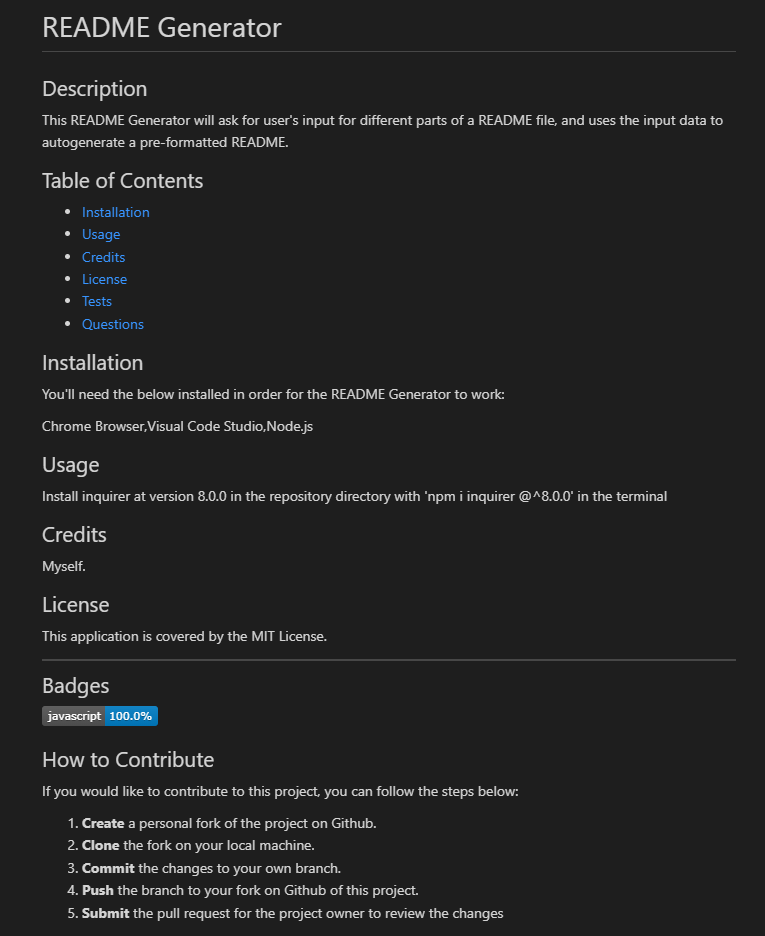 README Generator
Description
This README Generator will ask for user's input for different parts of a README file, and uses the input data to
autogenerate a pre-formatted README.
Table of Contents
• Installation
• Usage
• Credits
• License
• Tests
• Questions
Installation
You'll need the below installed in order for the README Generator to work:
Chrome Browser,Visual Code Studio,Node.js
Usage
Install inquirer at version 8.0.0 in the repository directory with 'npm i inquirer @^8.0.0' in the terminal
Credits
Myself.
License
This application is covered by the MIT License.
Badges
javascript 100.0%
How to Contribute
If you would like to contribute to this project, you can follow the steps below:
1. Create a personal fork of the project on Github.
2. Clone the fork on your local machine.
3. Commit the changes to your own branch.
4. Push the branch to your fork on Github of this project.
5. Submit the pull request for the project owner to review the changes